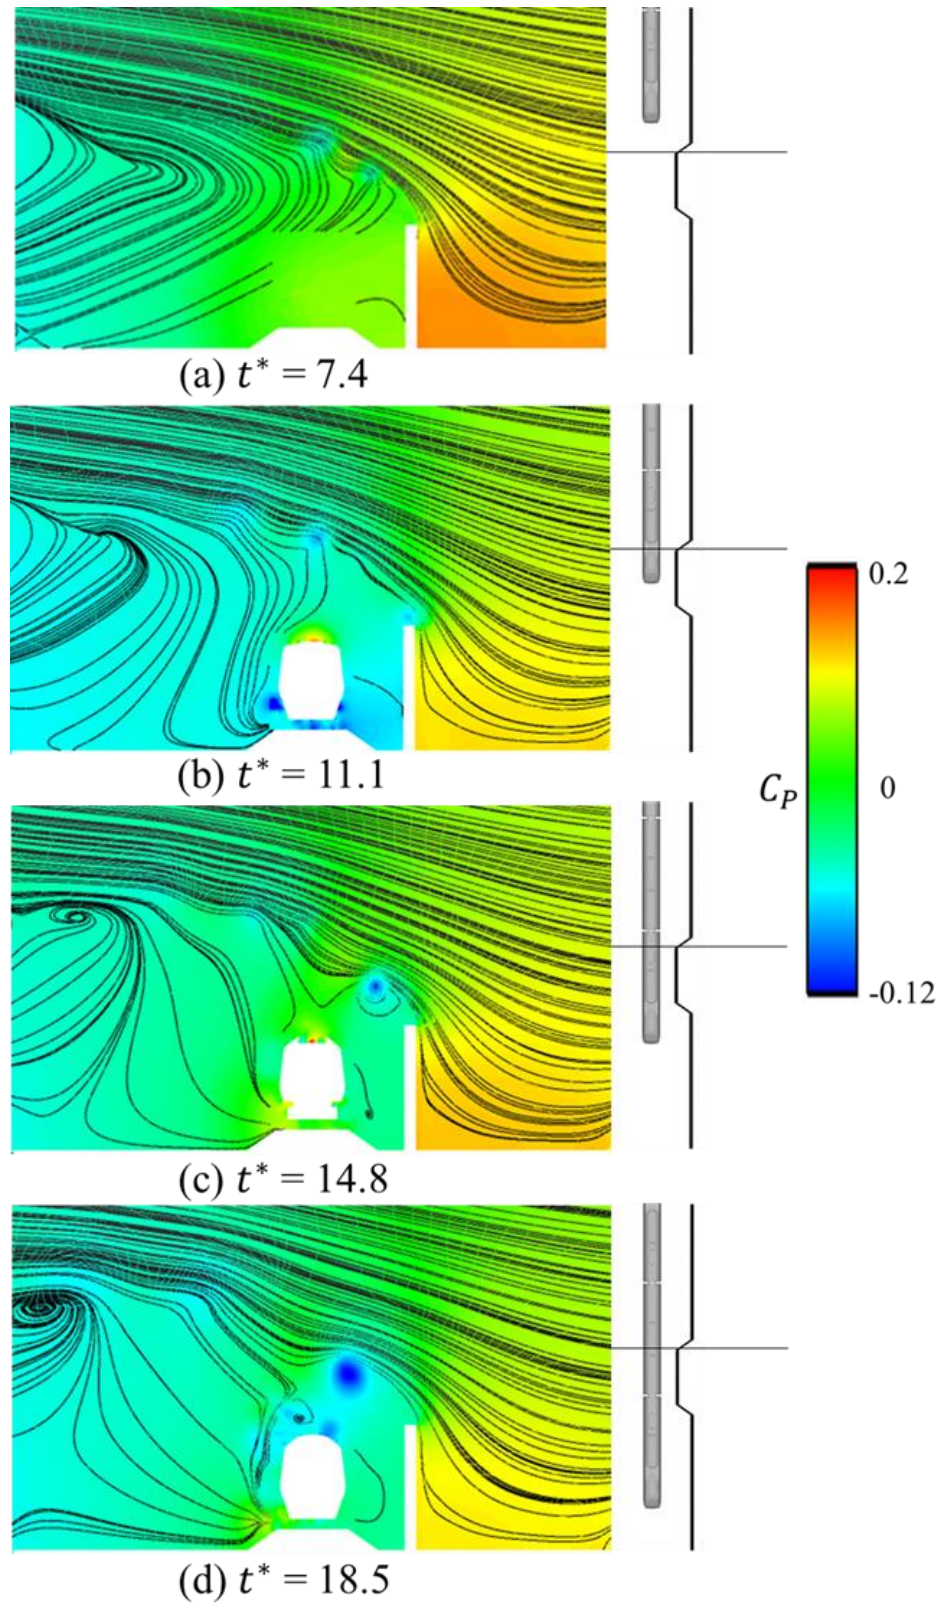 (a) t* = 7.4
(b) t* = 11.1
0.2
C_P
0
-0.12
(c) t* = 14.8
(d) t* = 18.5